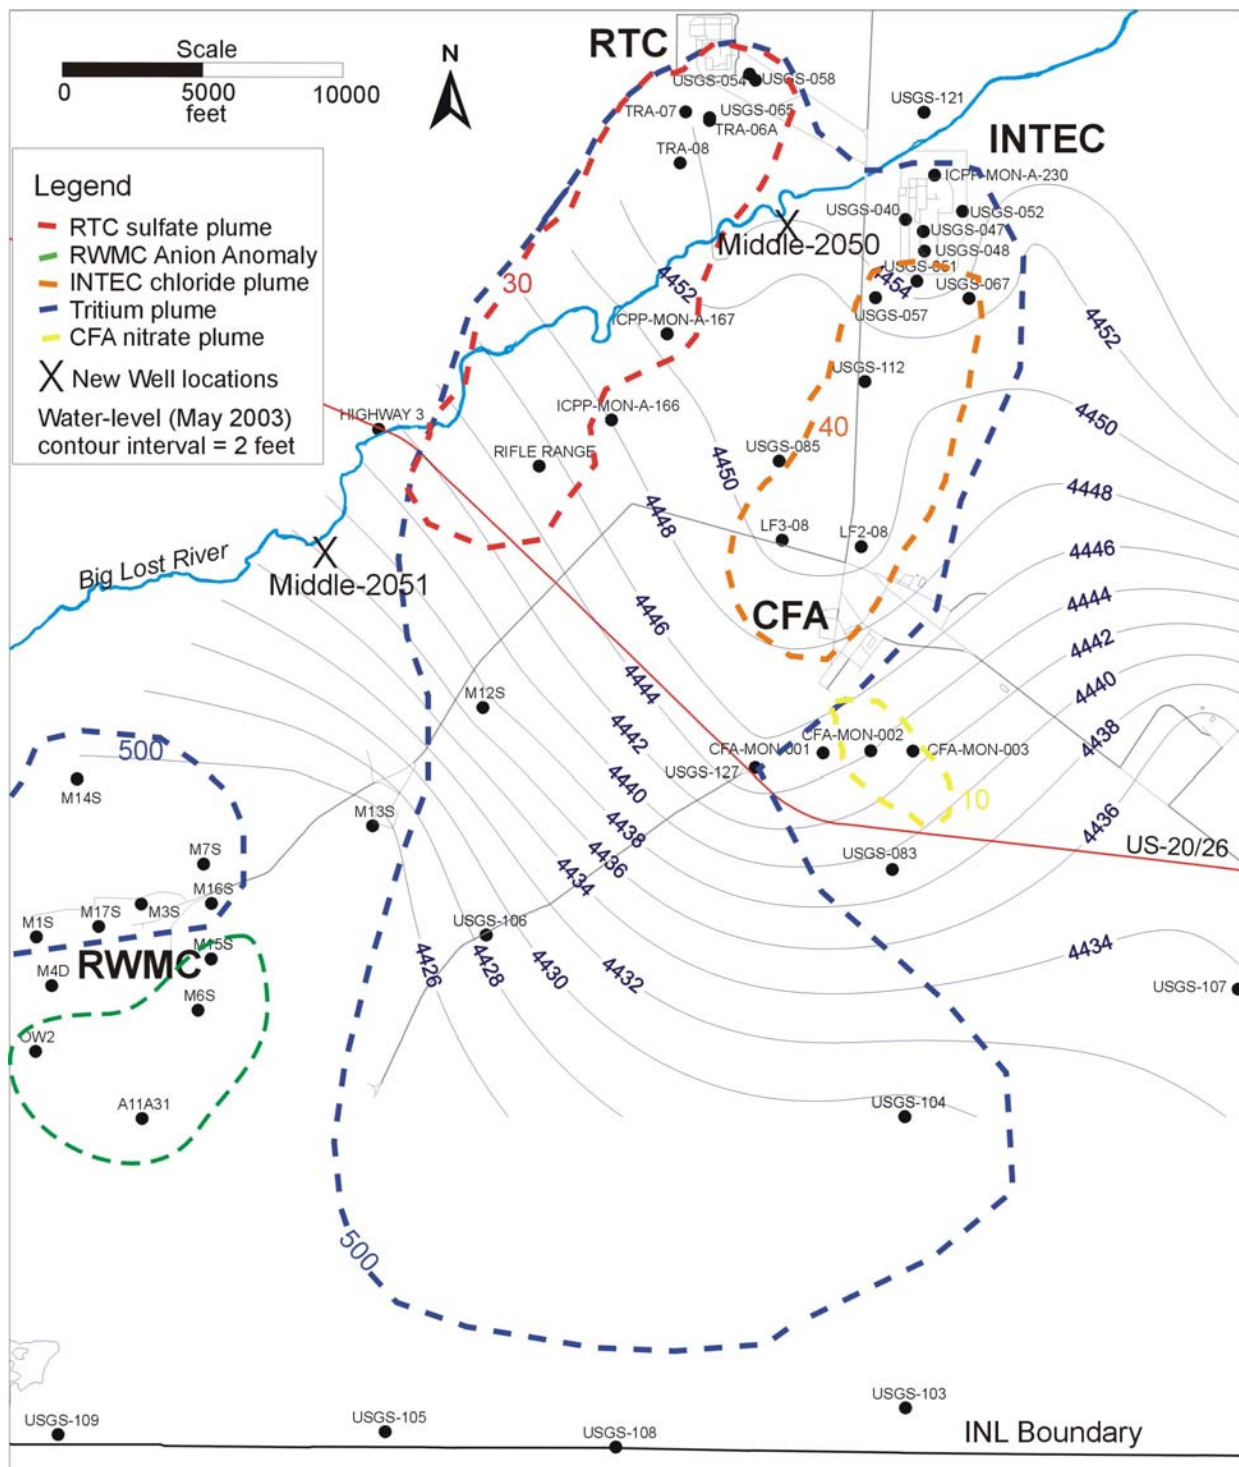 RTC
Scale
0 5000 10000
feet
N
USGS-054
USGS-058
TRA-07
USGS-065
TRA-06A
TRA-08
USGS-121
INTEC
ICPP-MON-A-230
USGS-040
USGS-052
USGS-047
USGS-048
USGS-051
USGS-067
4454
USGS-057
Legend
RTC sulfate plume
RWMC Anion Anomaly
INTEC chloride plume
Tritium plume
CFA nitrate plume
X New Well locations
Water-level (May 2003)
contour interval = 2 feet
X
Middle-2050
30
4452
ICPP-MON-A-167
4452
USGS-112
HIGHWAY 3
ICPP-MON-A-166
40
4450
RIFLE RANGE
USGS-085
4450
4448
4448
LF3-08
LF2-08
4446
Big Lost River
X
Middle-2051
4446
CFA
4444
4442
4444
4440
M12S
4442
4438
500
CFA-MON-001
CFA-MON-002
CFA-MON-003
USGS-127
4440
M14S
10
M13S
4438
4436
US-20/26
M7S
4436
USGS-083
4434
M16S
M3S
M17S
M1S
USGS-106
M15S
RWMC
4426
4428
4430
4432
4434
M4D
USGS-107
M6S
OW2
A11A31
USGS-104
500
USGS-103
USGS-109
USGS-105
USGS-108
INL Boundary